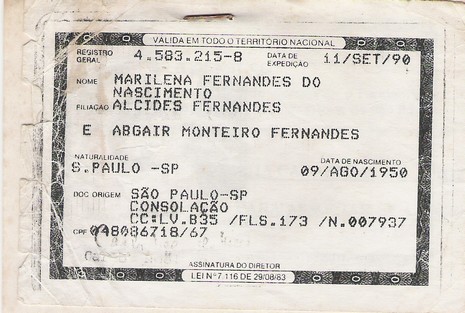 VÁLIDA EM TODO O TERRITÓRIO NACIONAL
REGISTRO GERAL 4.583.215-8 DATA DE EXPEDIÇÃO 11/SET/90
NOME MARILENA FERNANDES DO
NASCIMENTO
FILIAÇÃO ALCIDES FERNANDES
E ABGAIR MONTEIRO FERNANDES
NATURALIDADE DATA DE NASCIMENTO
S.PAULO -SP 09/AGO/1950
DOC ORIGEM SÃO PAULO-SP
CONSOLAÇÃO
CC:LV.B35 /FLS.173 /N.007937
CPF 048086718/67
ASSINATURA DO DIRETOR
LEI Nº 7.116 DE 29/08/83